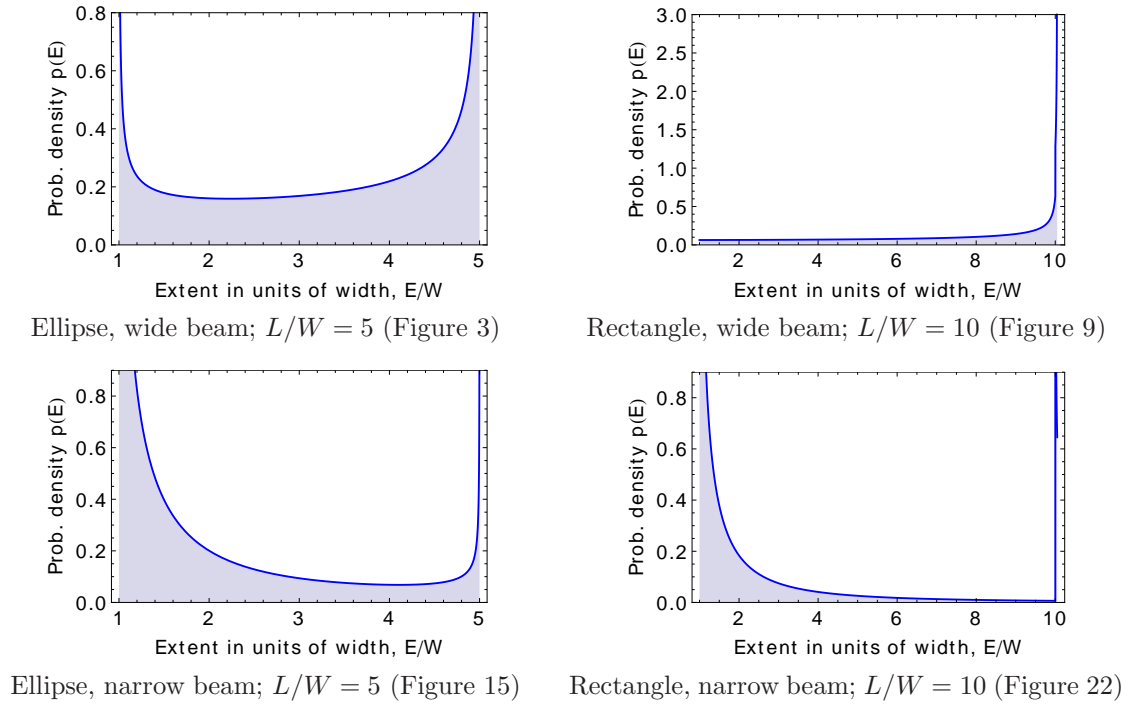 0.8
0.6
0.4
0.2
0.0
Prob. density p(E)
1 2 3 4 5
Extent in units of width, E/W
Ellipse, wide beam; L/W = 5 (Figure 3)
3.0
2.5
2.0
1.5
1.0
0.5
0.0
Prob. density p(E)
2 4 6 8 10
Extent in units of width, E/W
Rectangle, wide beam; L/W = 10 (Figure 9)
0.8
0.6
0.4
0.2
0.0
Prob. density p(E)
1 2 3 4 5
Extent in units of width, E/W
Ellipse, narrow beam; L/W = 5 (Figure 15)
0.8
0.6
0.4
0.2
0.0
Prob. density p(E)
2 4 6 8 10
Extent in units of width, E/W
Rectangle, narrow beam; L/W = 10 (Figure 22)